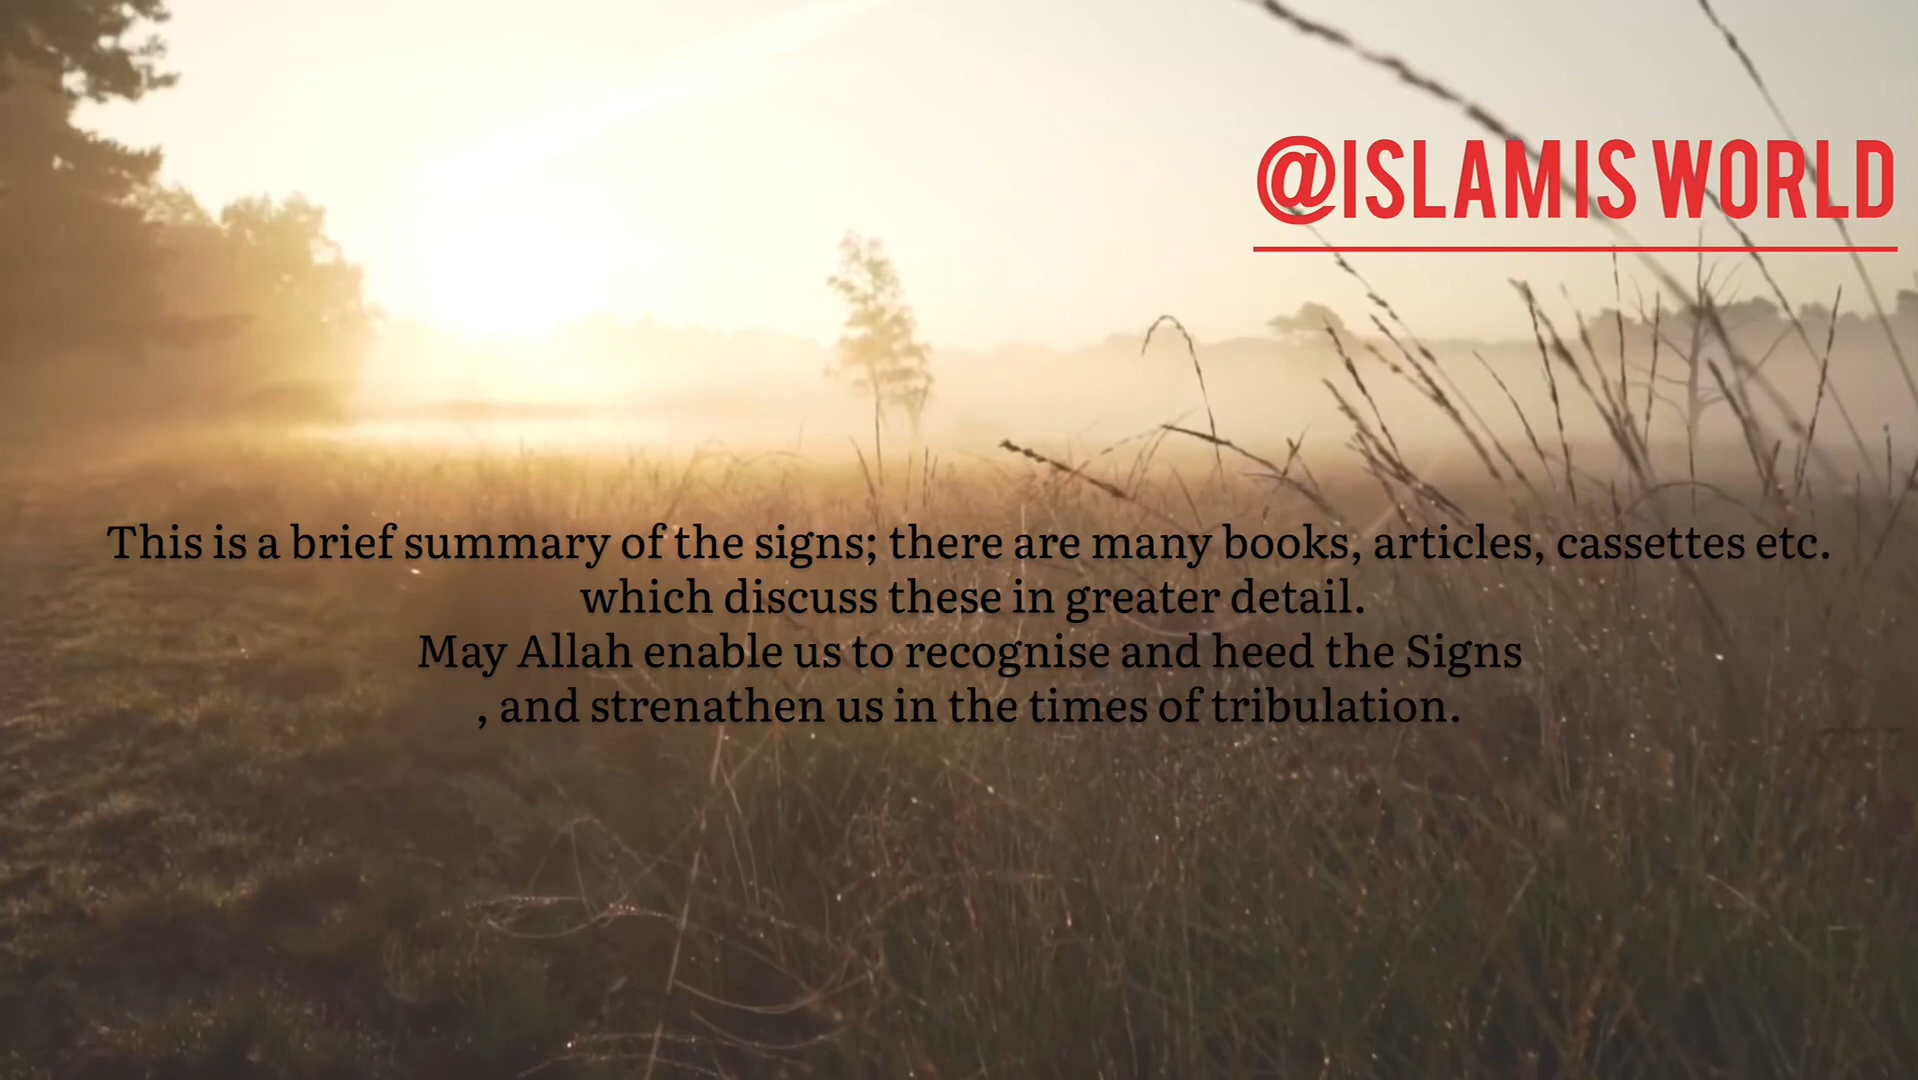 @ISLAMIS WORLD
This is a brief summary of the signs; there are many books, articles, cassettes etc.
which discuss these in greater detail.
May Allah enable us to recognise and heed the Signs
, and strenathen us in the times of tribulation.